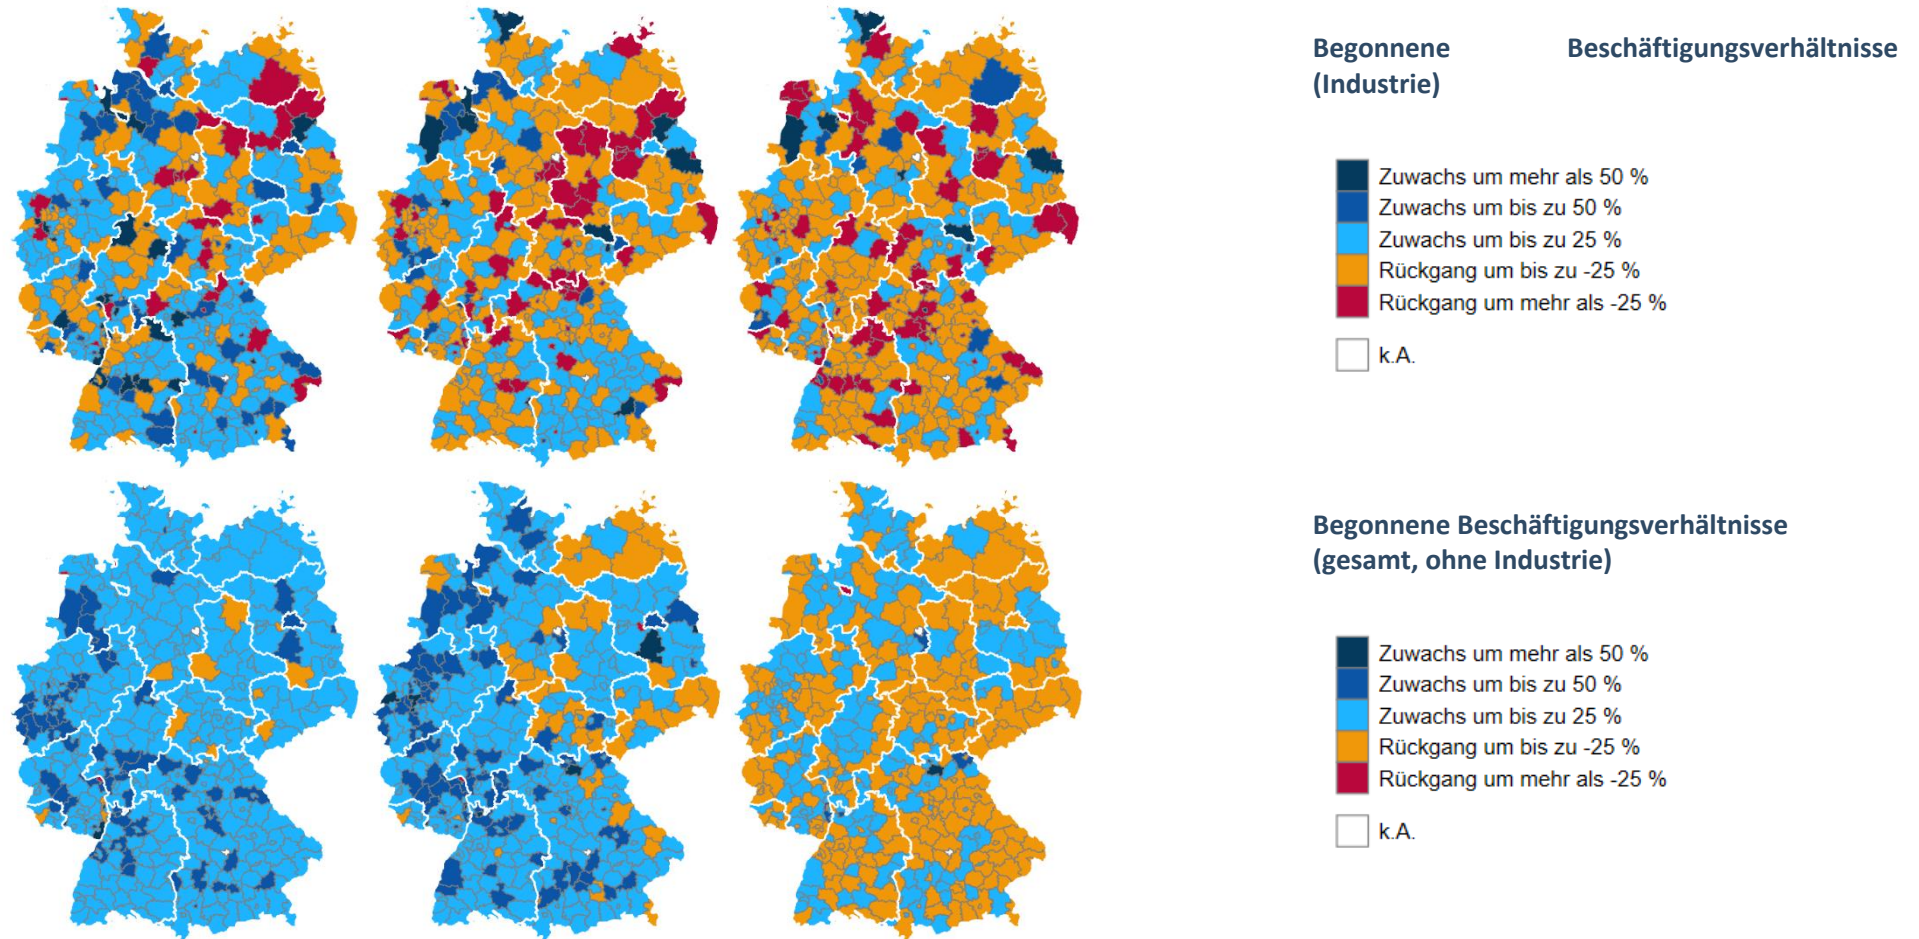 Begonnene Beschäftigungsverhältnisse
(Industrie)
Zuwachs um mehr als 50 %
Zuwachs um bis zu 50 %
Zuwachs um bis zu 25 %
Rückgang um bis zu -25 %
Rückgang um mehr als -25 %
k.A.
Begonnene Beschäftigungsverhältnisse
(gesamt, ohne Industrie)
Zuwachs um mehr als 50 %
Zuwachs um bis zu 50 %
Zuwachs um bis zu 25 %
Rückgang um bis zu -25 %
Rückgang um mehr als -25 %
k.A.